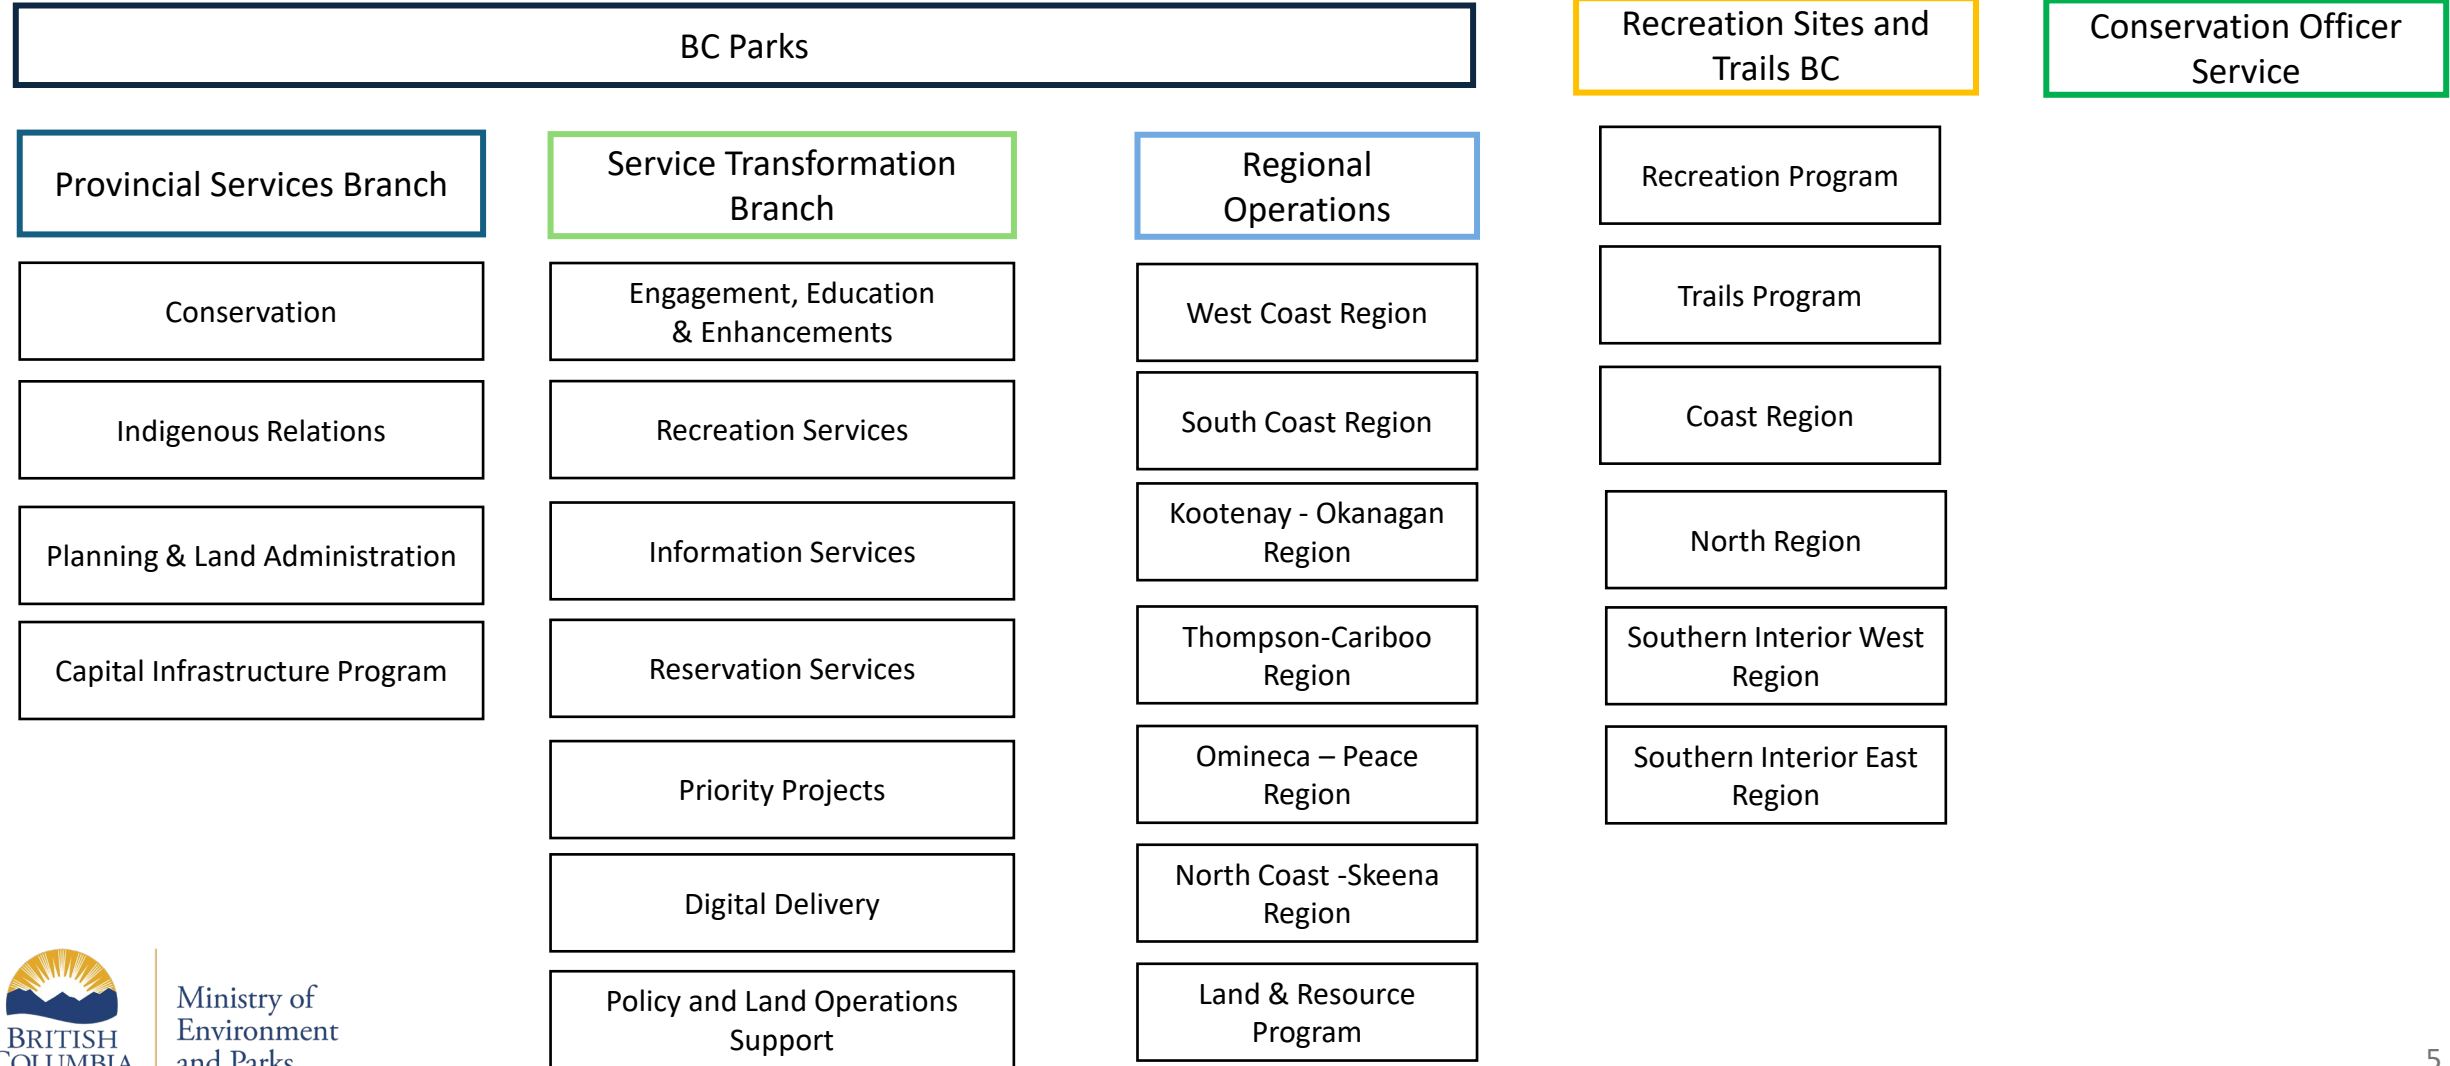 BC Parks
Recreation Sites and
Trails BC
Conservation Officer
Service
Provincial Services Branch
Conservation
Indigenous Relations
Planning & Land Administration
Capital Infrastructure Program
Service Transformation
Branch
Engagement, Education
& Enhancements
Recreation Services
Information Services
Reservation Services
Priority Projects
Digital Delivery
Policy and Land Operations
Support
Regional
Operations
West Coast Region
South Coast Region
Kootenay - Okanagan
Region
Thompson-Cariboo
Region
Omineca – Peace
Region
North Coast -Skeena
Region
Land & Resource
Program
Recreation Program
Trails Program
Coast Region
North Region
Southern Interior West
Region
Southern Interior East
Region
BRITISH
COLUMBIA
Ministry of
Environment
and Parks
5